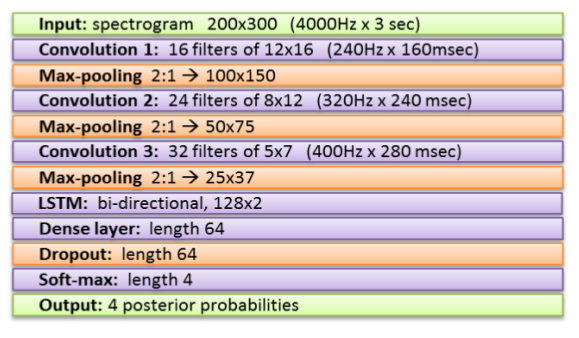 Input: spectrogram 200x300 (4000Hz x 3 sec)
Convolution 1: 16 filters of 12x16 (240Hz x 160msec)
Max-pooling 2:1 → 100x150
Convolution 2: 24 filters of 8x12 (320Hz x 240 msec)
Max-pooling 2:1 → 50x75
Convolution 3: 32 filters of 5x7 (400Hz x 280 msec)
Max-pooling 2:1 → 25x37
LSTM: bi-directional, 128x2
Dense layer: length 64
Dropout: length 64
Soft-max: length 4
Output: 4 posterior probabilities